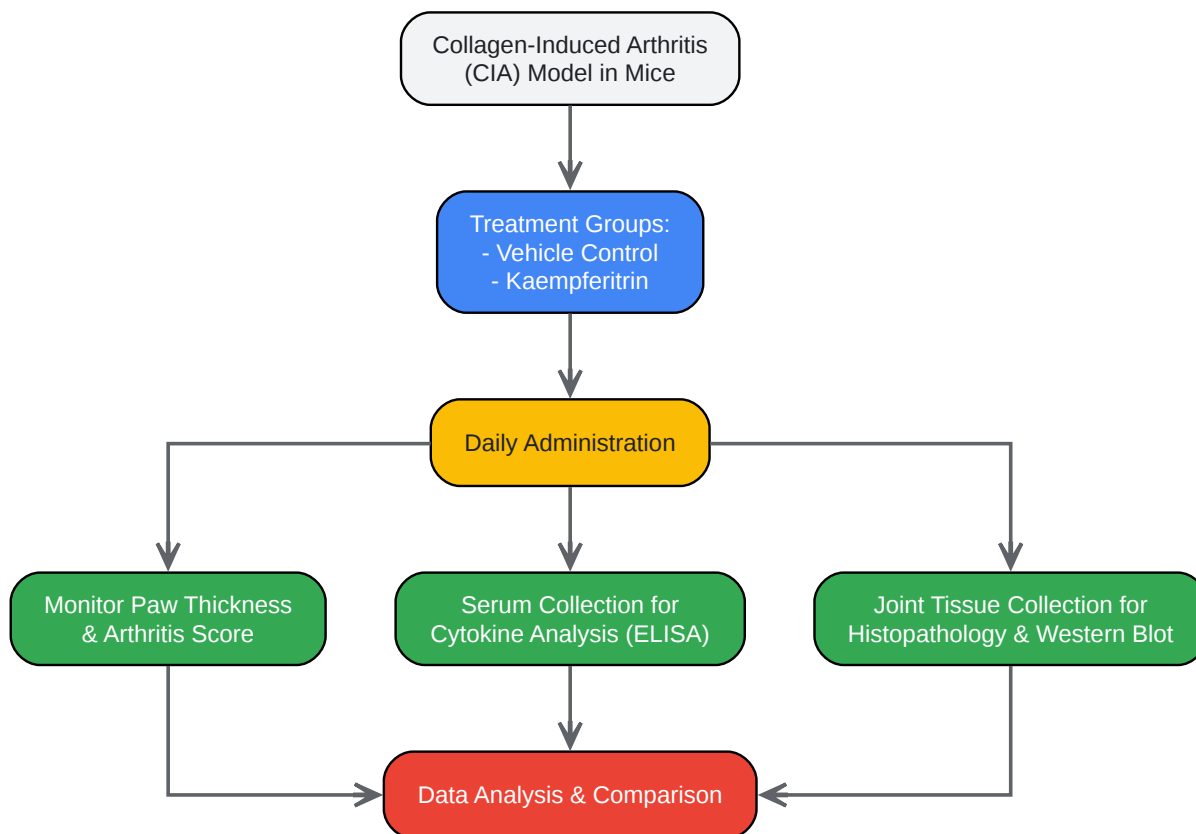 Collagen-Induced Arthritis
(CIA) Model in Mice
Treatment Groups:
- Vehicle Control
- Kaempferitrin
Daily Administration
Monitor Paw Thickness
& Arthritis Score
Serum Collection for
Cytokine Analysis (ELISA)
Joint Tissue Collection for
Histopathology & Western Blot
Data Analysis & Comparison